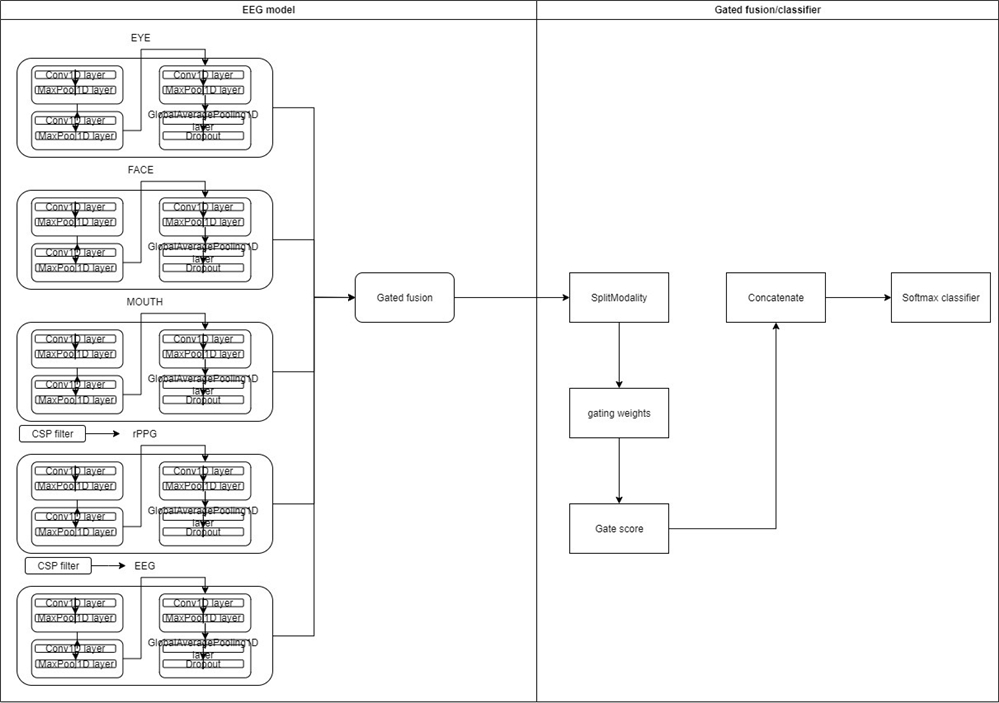 EEG model
Gated fusion/classifier
EYE
Conv1D layer
MaxPool1D layer
Conv1D layer
MaxPool1D layer
Conv1D layer
MaxPool1D layer
GlobalAveragePooling1D
layer
Dropout
FACE
Conv1D layer
MaxPool1D layer
Conv1D layer
MaxPool1D layer
Conv1D layer
MaxPool1D layer
GlobalAveragePooling1D
layer
Dropout
MOUTH
Conv1D layer
MaxPool1D layer
Conv1D layer
MaxPool1D layer
Conv1D layer
MaxPool1D layer
GlobalAveragePooling1D
layer
Dropout
CSP filter
rPPG
Conv1D layer
MaxPool1D layer
Conv1D layer
MaxPool1D layer
Conv1D layer
MaxPool1D layer
GlobalAveragePooling1D
layer
Dropout
CSP filter
EEG
Conv1D layer
MaxPool1D layer
Conv1D layer
MaxPool1D layer
Conv1D layer
MaxPool1D layer
GlobalAveragePooling1D
layer
Dropout
Gated fusion
SplitModality
gating weights
Gate score
Concatenate
Softmax classifier